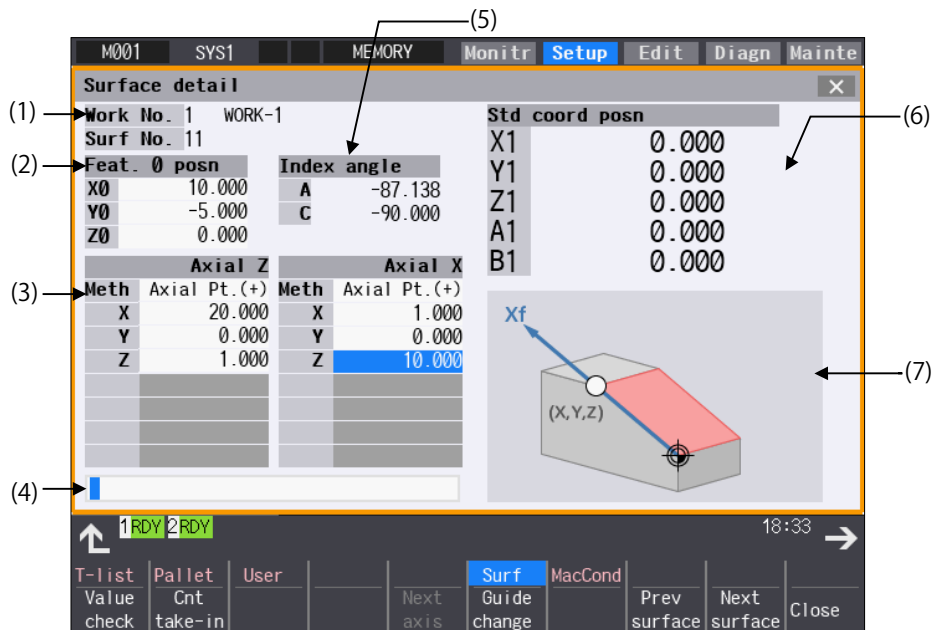 (5)
M001 SYS1 MEMORY Monitr Setup Edit Diagn Mainte
Surface detail ×
(1) Work No. 1 WORK-1 Std coord posn (6)
Surf No. 11 X1 0.000
(2) Feat. 0 posn Index angle Y1 0.000
X0 10.000 A -87.138 Z1 0.000
Y0 -5.000 C -90.000 A1 0.000
Z0 0.000 B1 0.000
Axial Z Axial X
(3) Meth Axial Pt.(+) Meth Axial Pt.(+)
X 20.000 X 1.000 Xf
Y 0.000 Y 0.000
Z 1.000 Z 10.000
(7)
(X,Y,Z)
(4)
1 RDY 2 RDY 18:33
T-list Pallet User Surf MacCond
Value Cnt Next Guide Prev Next Close
check take-in axis change surface surface